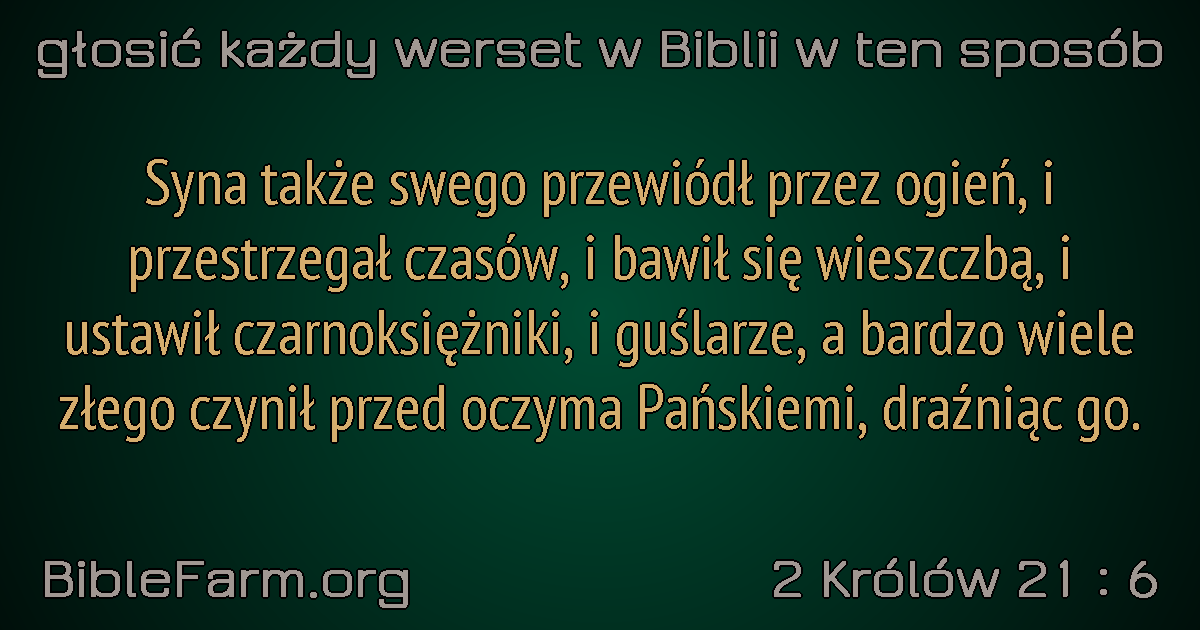 głosić każdy werset w Biblii w ten sposób
Syna także swego przewiódł przez ogień, i
przestrzegał czasów, i bawił się wieszczbą, i
ustawił czarnoksiężniki, i guślarze, a bardzo wiele
złego czynił przed oczyma Pańskiemi, draźniąc go.
BibleFarm.org
2 Królów 21 : 6